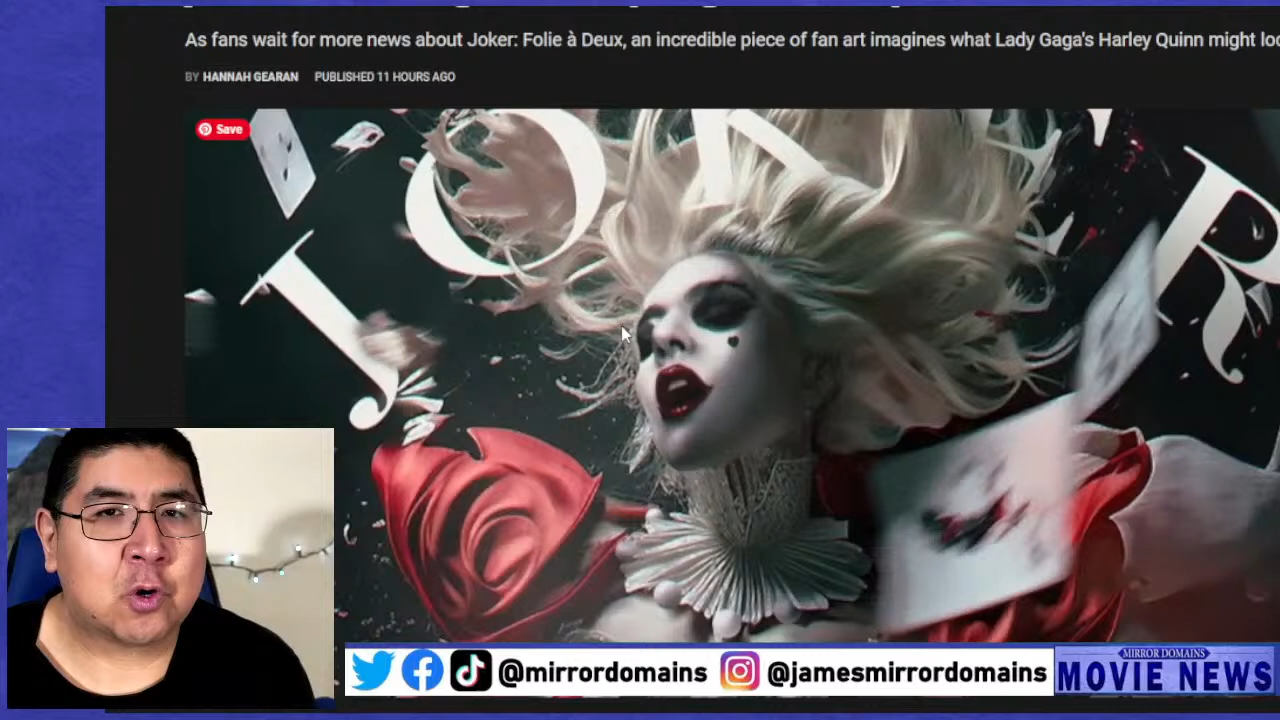 As fans wait for more news about Joker: Folie à Deux, an incredible piece of fan art imagines what Lady Gaga's Harley Quinn might
BY HANNAH GEARAN PUBLISHED 11 HOURS AGO
Save
JOKER
@mirrordomains @jamesmirrordomains
MIRROR DOMAINS
MOVIE NEWS